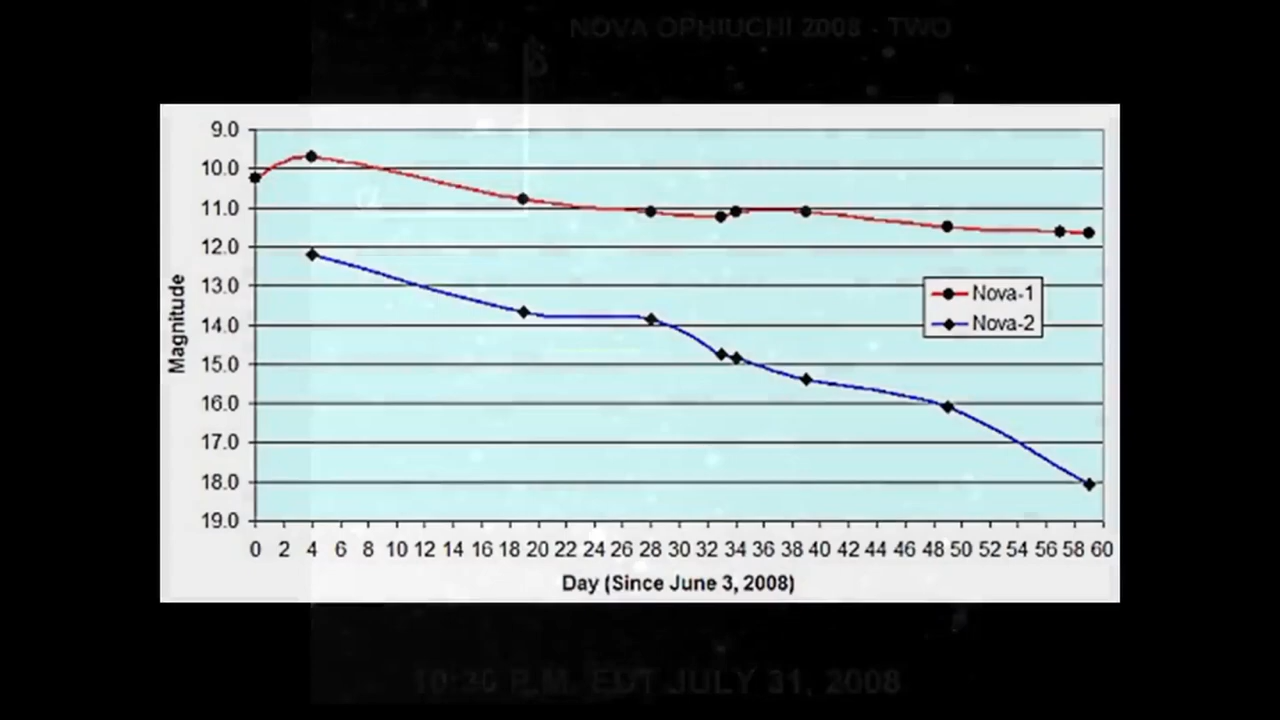 NOVA OPHIUCHI 2008 - TWO
9.0
10.0
11.0
12.0
13.0
14.0
15.0
16.0
17.0
18.0
19.0
Magnitude
Nova-1
Nova-2
0 2 4 6 8 10 12 14 16 18 20 22 24 26 28 30 32 34 36 38 40 42 44 46 48 50 52 54 56 58 60
Day (Since June 3, 2008)
10:30 P.M. EDT JULY 31, 2008